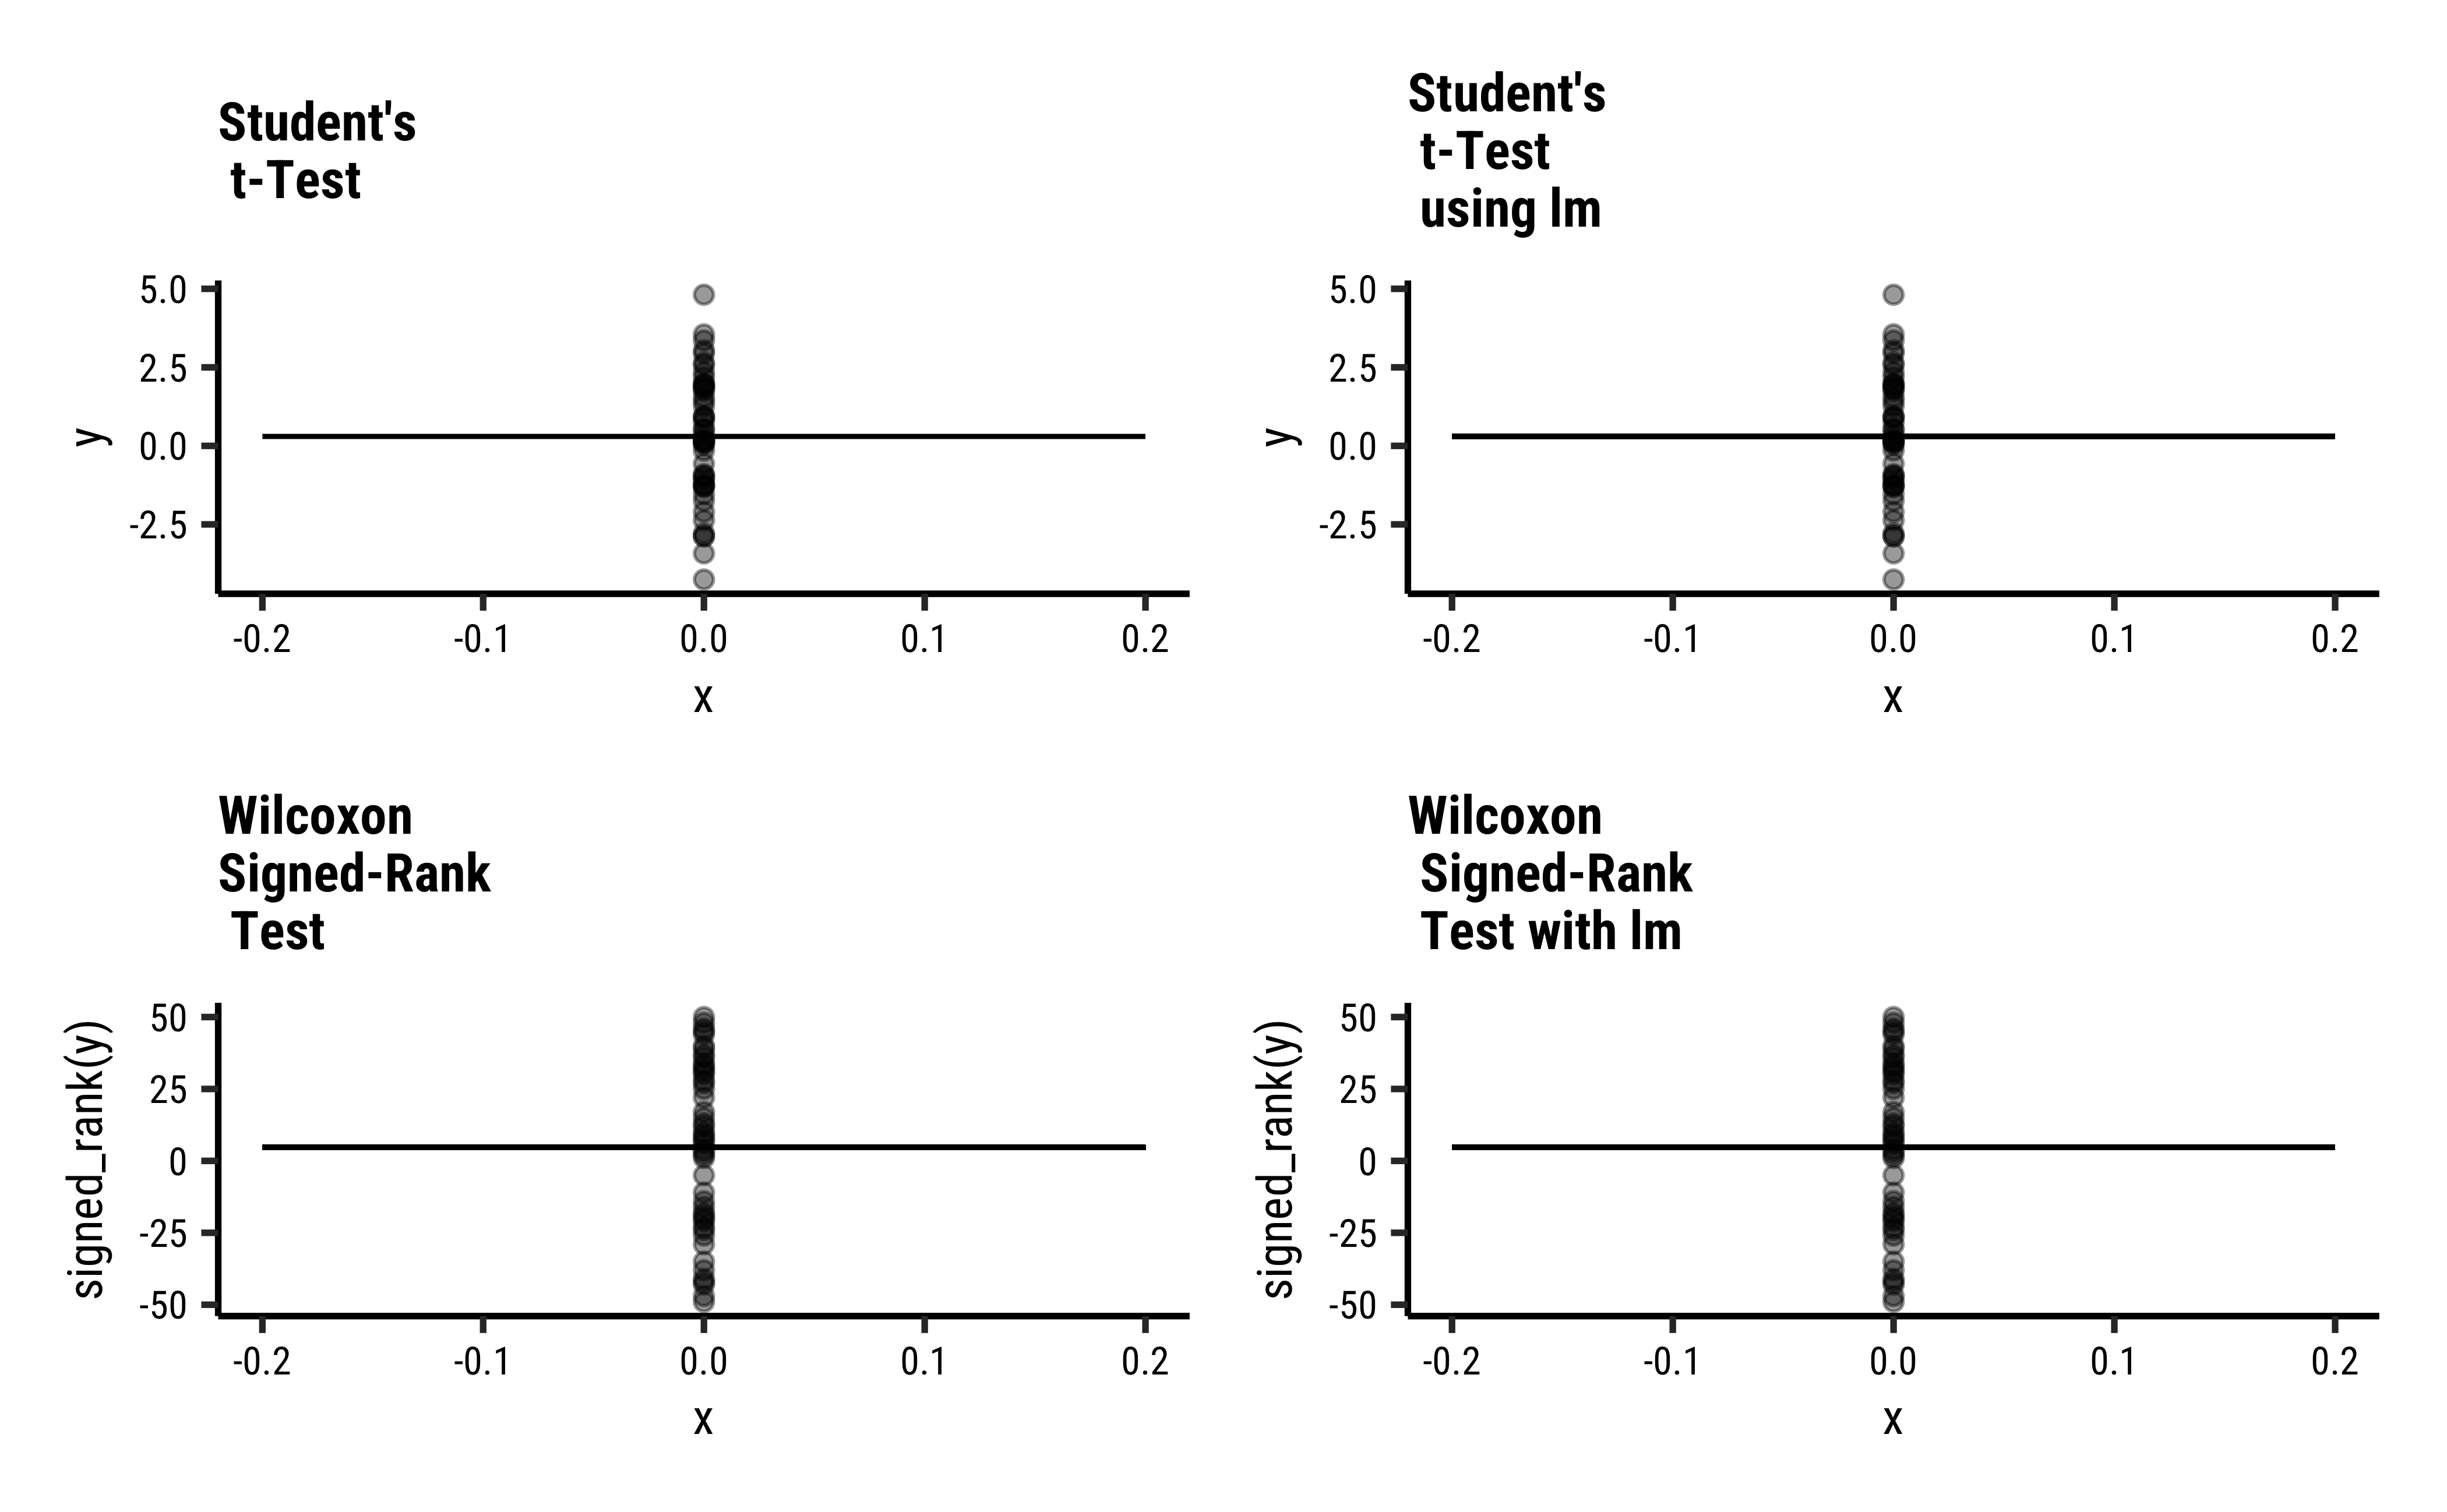 Student's
t-Test
5.0
2.5
0.0
-2.5
y
-0.2 -0.1 0.0 0.1 0.2
x
Student's
t-Test
using lm
5.0
2.5
0.0
-2.5
y
-0.2 -0.1 0.0 0.1 0.2
x
Wilcoxon
Signed-Rank
Test
50
25
0
-25
-50
signed_rank(y)
-0.2 -0.1 0.0 0.1 0.2
x
Wilcoxon
Signed-Rank
Test with lm
50
25
0
-25
-50
signed_rank(y)
-0.2 -0.1 0.0 0.1 0.2
x